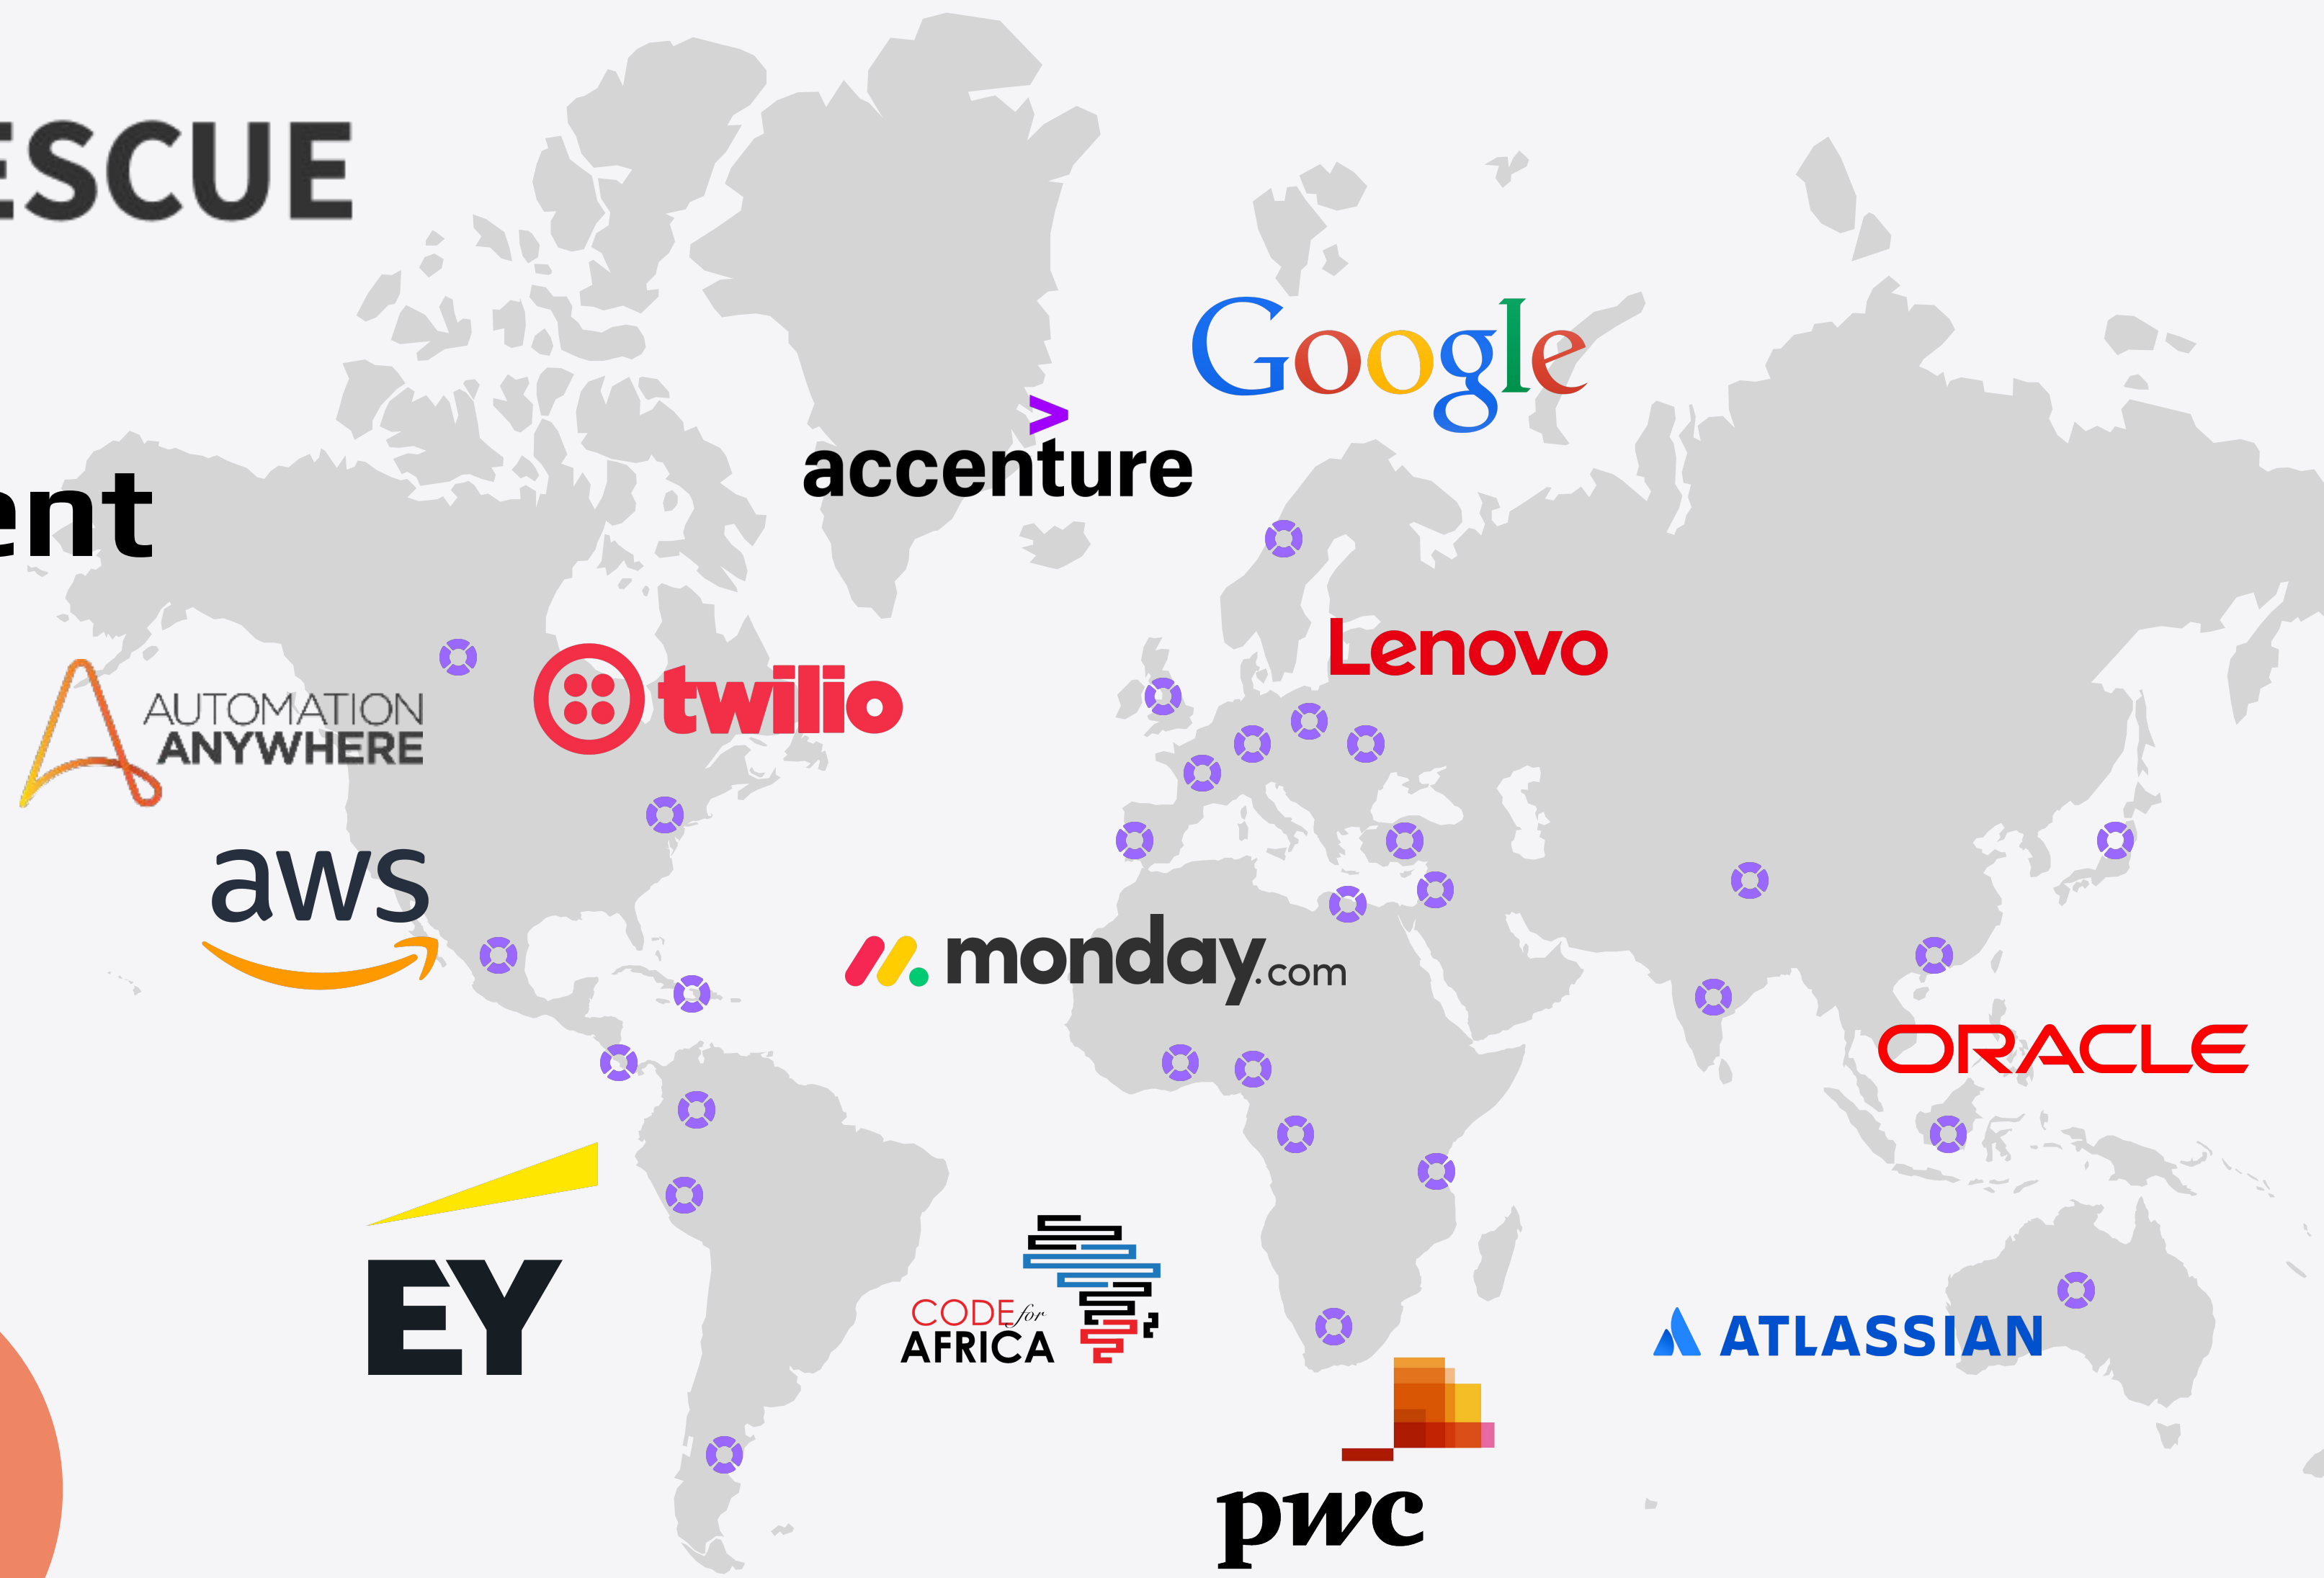 ESCUE
Google
accenture
ent
Lenovo
twilio
AUTOMATION
ANYWHERE
aws
monday.com
ORACLE
EY
CODE for
AFRICA
ATLASSIAN
pwc